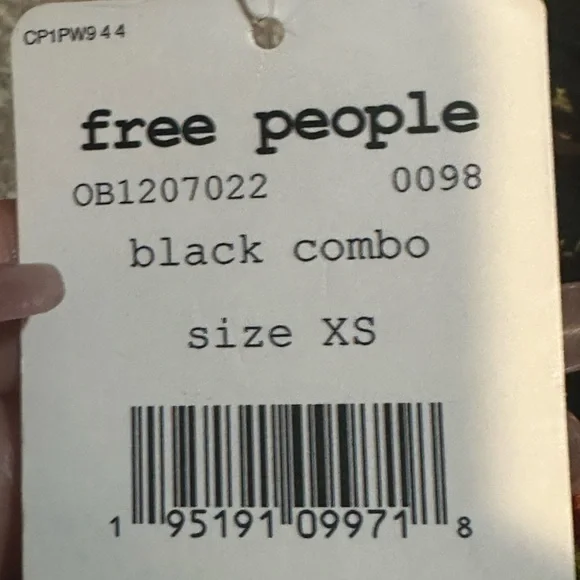 CP1PW944
free people
OB1207022 0098
black combo
size XS
1 95191 09971 8